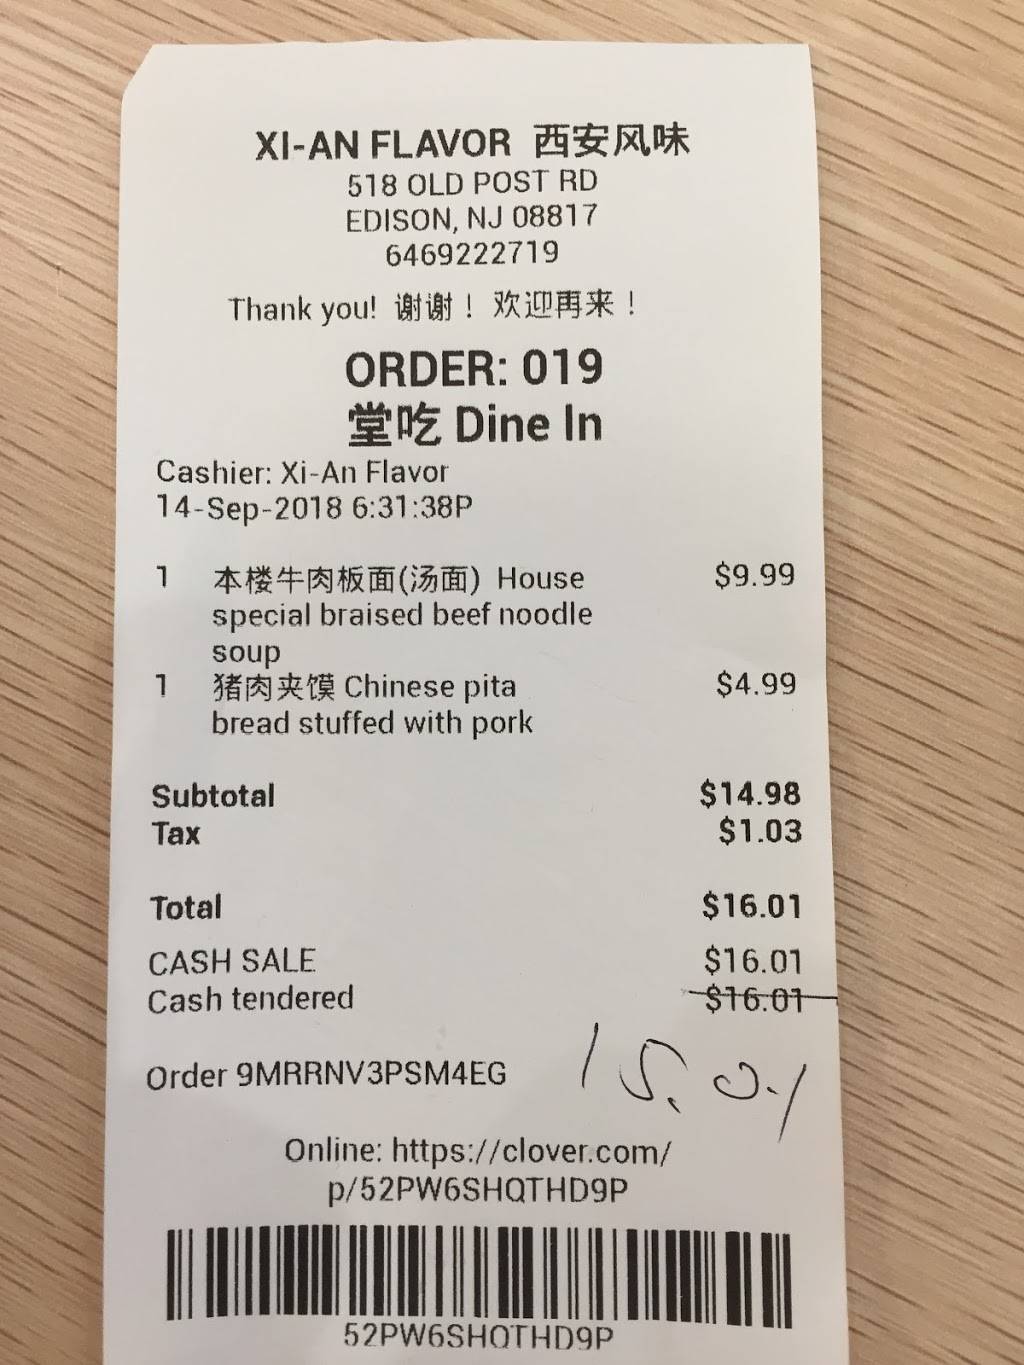 XI-AN FLAVOR 西安风味
518 OLD POST RD
EDISON, NJ 08817
6469222719
Thank you! 谢谢！ 欢迎再来！
ORDER: 019
堂吃 Dine In
Cashier: Xi-An Flavor
14-Sep-2018 6:31:38P
1 本楼牛肉板面(汤面) House $9.99
special braised beef noodle
soup
1 猪肉夹馍 Chinese pita $4.99
bread stuffed with pork
Subtotal $14.98
Tax $1.03
Total $16.01
CASH SALE $16.01
Cash tendered $16.01
15.01
Order 9MRRNV3PSM4EG
Online: https://clover.com/
p/52PW6SHQTHD9P
52PW6SHQTHD9P